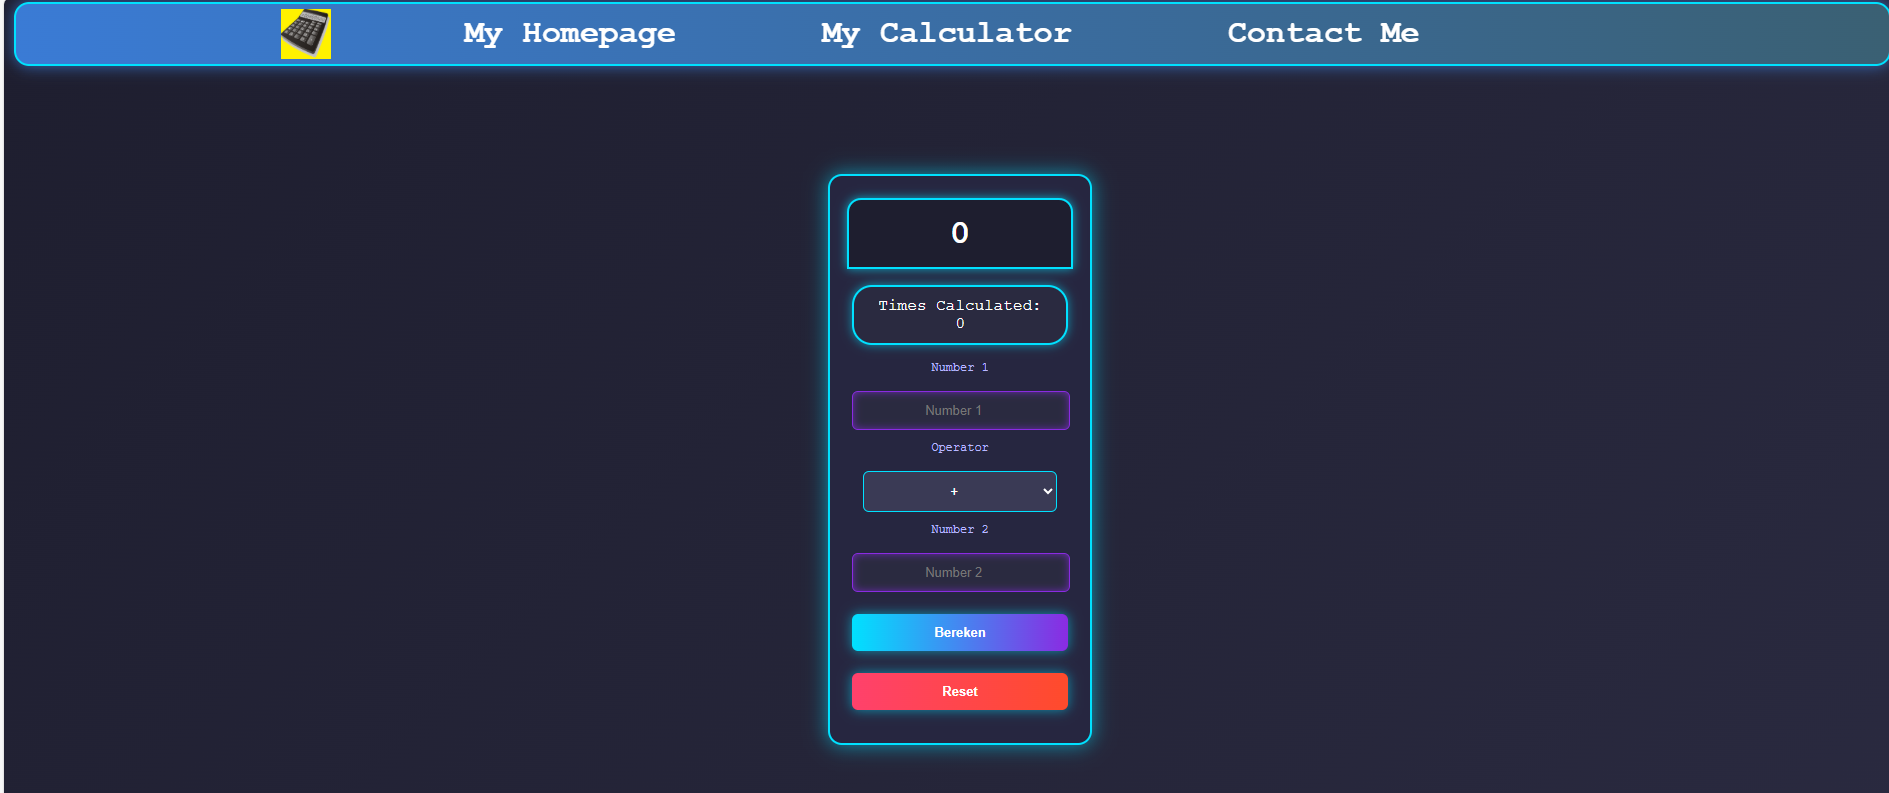 My Homepage My Calculator Contact Me
0
Times Calculated:
0
Number 1
Number 1
Operator
+
Number 2
Number 2
Bereken
Reset